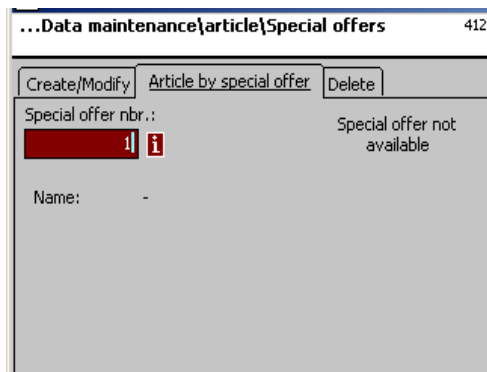 ...Data maintenance\article\Special offers 412
Create/Modify Article by special offer Delete
Special offer nbr.:
1 i
Special offer not
available
Name: -